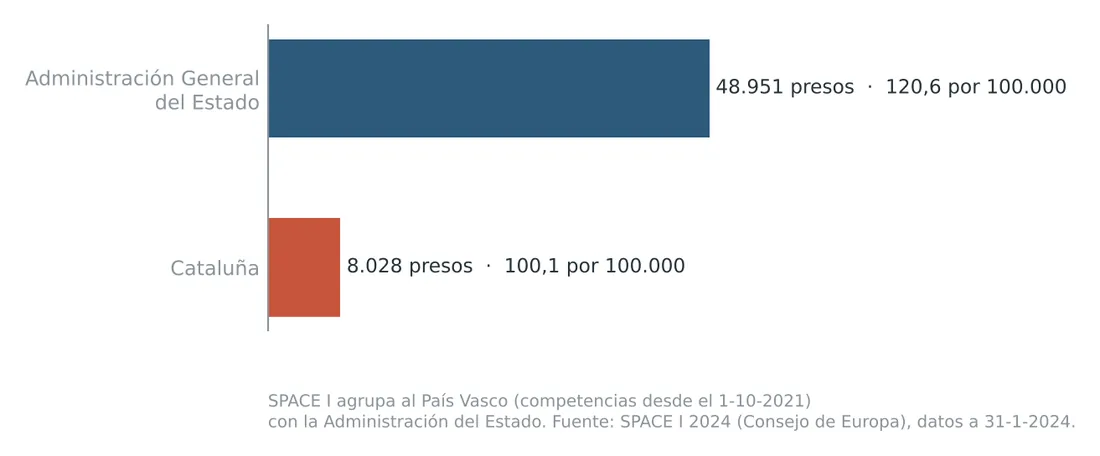 Administración General
del Estado
48.951 presos · 120,6 por 100.000
Cataluña
8.028 presos · 100,1 por 100.000
SPACE I agrupa al País Vasco (competencias desde el 1-10-2021)
con la Administración del Estado. Fuente: SPACE I 2024 (Consejo de Europa), datos a 31-1-2024.